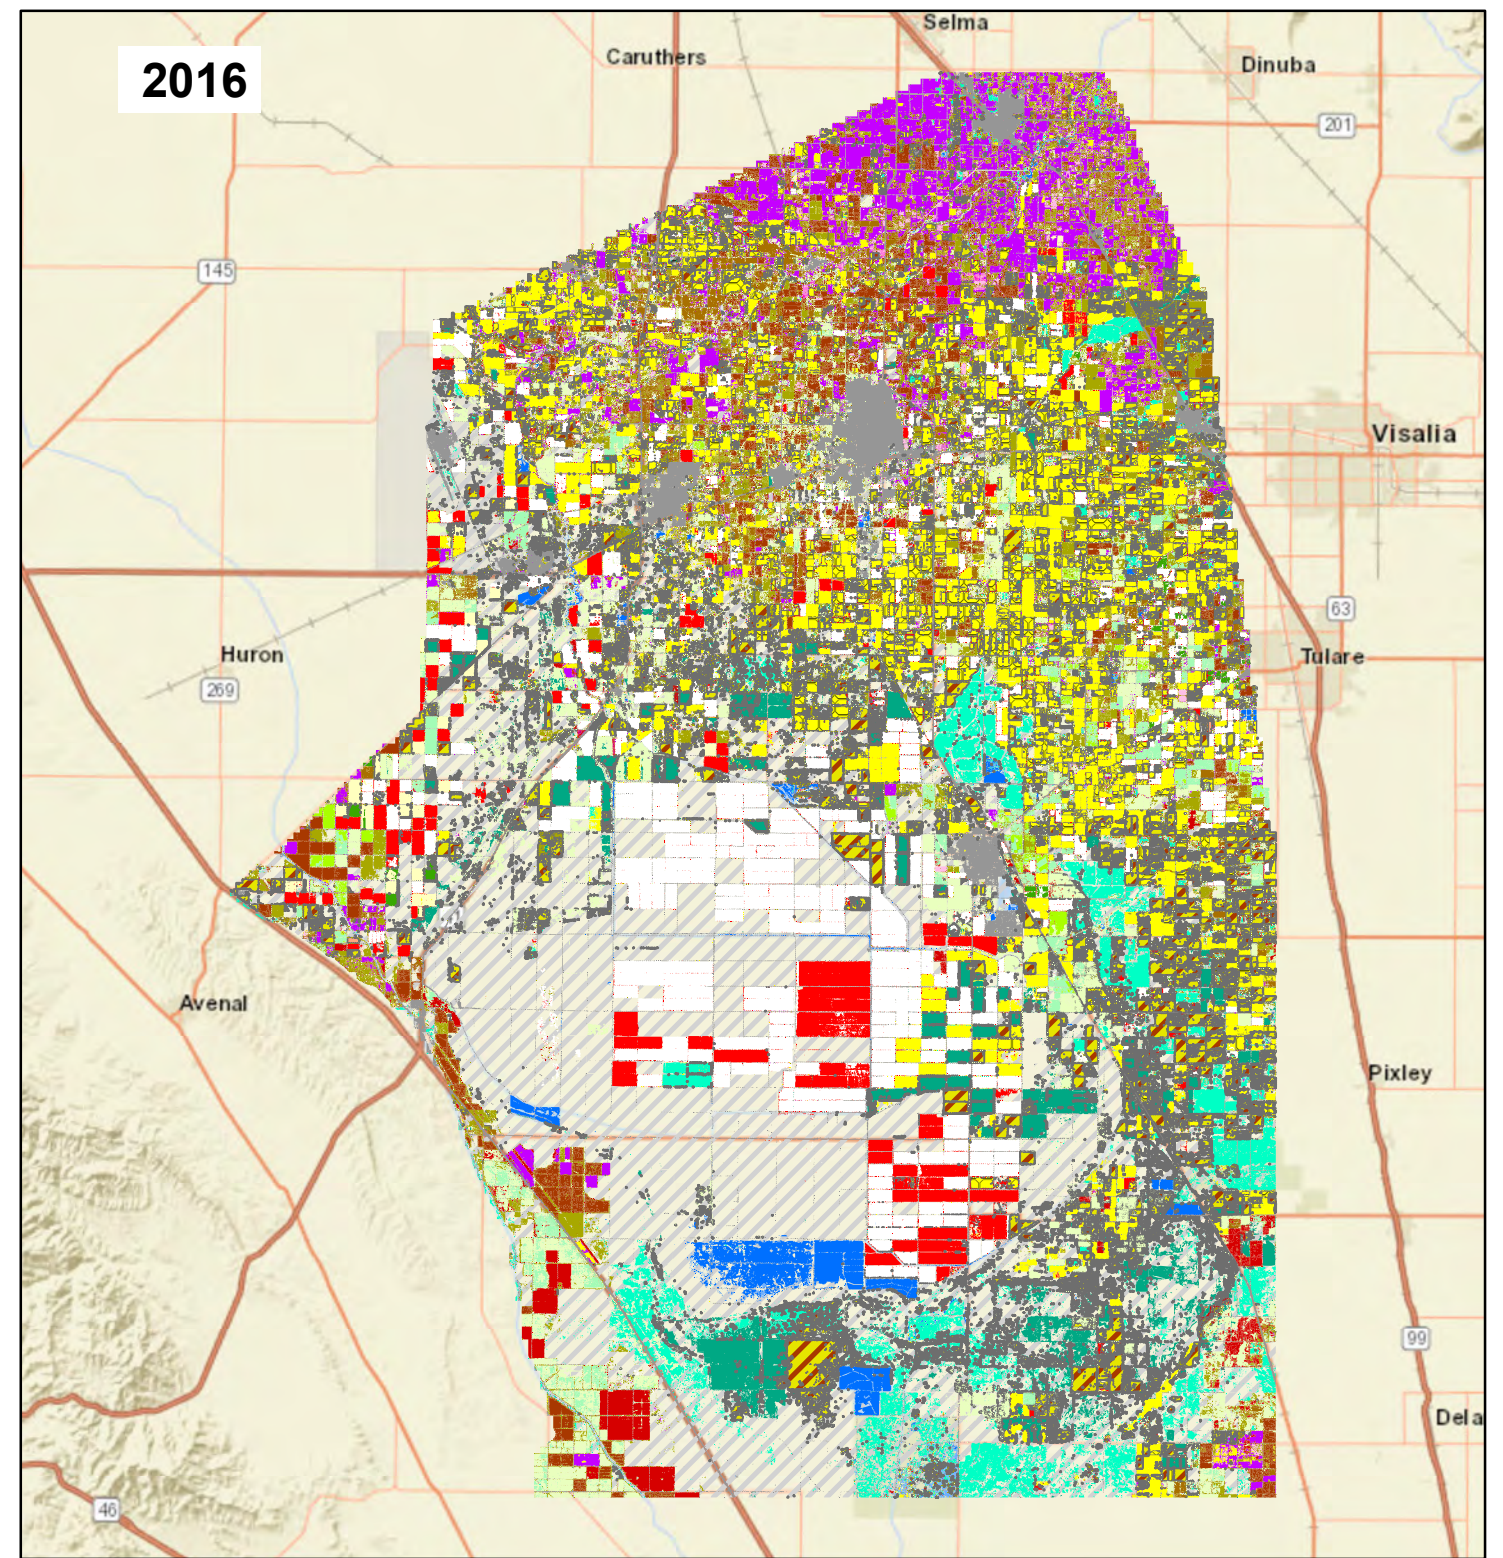 Selma
Caruthers
Dinuba
2016
201
145
Visalia
63
Huron
Tulare
269
Avenal
Pixley
99
Dela
46